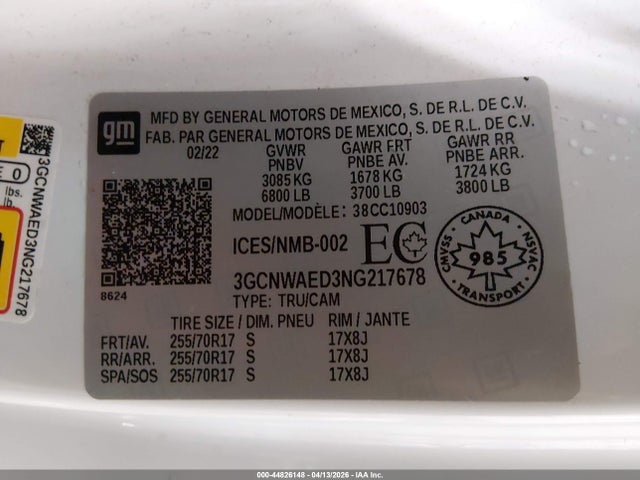 gm
MFD BY GENERAL MOTORS DE MEXICO, S. DE R.L. DE C.V.
FAB. PAR GENERAL MOTORS DE MEXICO, S. DE R.L. DE C.V.
02/22 GVWR GAWR FRT GAWR RR
PNBV PNBE AV. PNBE ARR.
3085 KG 1678 KG 1724 KG
6800 LB 3700 LB 3800 LB
MODEL/MODÈLE: 38CC10903
ICES/NMB-002 EC
CANADA
CMVSS 985 NSVAC
TRANSPORT
3GCNWAED3NG217678
8624
TYPE: TRU/CAM
TIRE SIZE / DIM. PNEU RIM / JANTE
FRT/AV. 255/70R17 S 17X8J
RR/ARR. 255/70R17 S 17X8J
SPA/SOS 255/70R17 S 17X8J
3GCNWAED3NG217678
E 0
lbs.
lb.
000-44826148 - 04/13/2026 - IAA Inc.